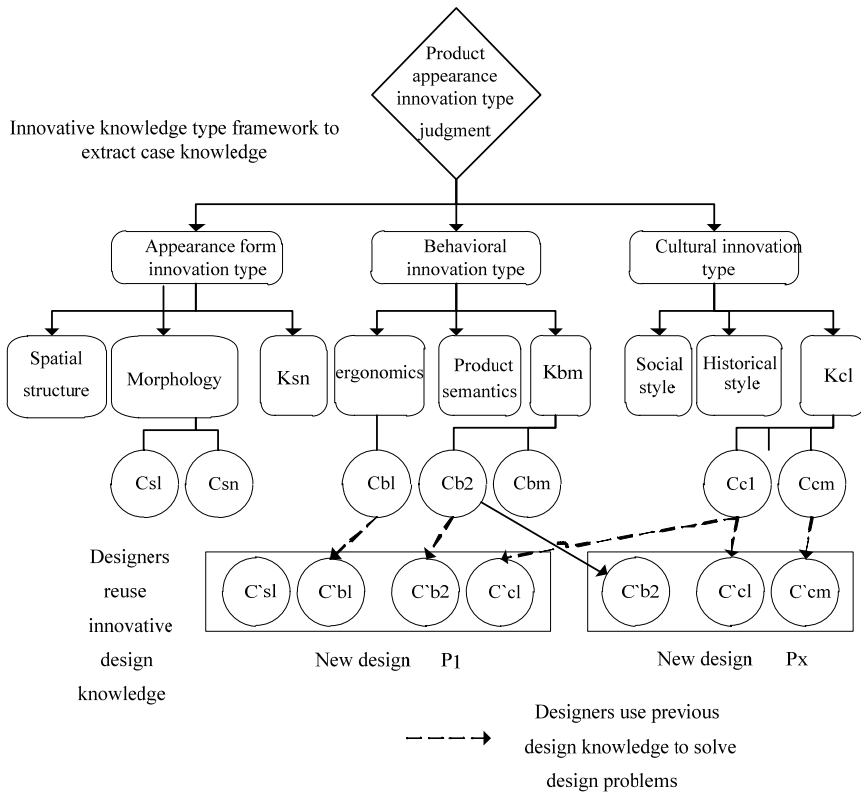 Product
appearance
innovation type
judgment
Innovative knowledge type framework to
extract case knowledge
Appearance form
innovation type
Behavioral
innovation type
Cultural innovation
type
Spatial
structure
Morphology
Ksn
ergonomics
Product
semantics
Kbm
Social
style
Historical
style
Kcl
Csl
Csn
Cbl
Cb2
Cbm
Cc1
Ccm
Designers
reuse
innovative
design
knowledge
C`sl
C`bl
C`b2
C`cl
C`b2
C`cl
C`cm
New design P1
New design Px
Designers use previous
design knowledge to solve
design problems